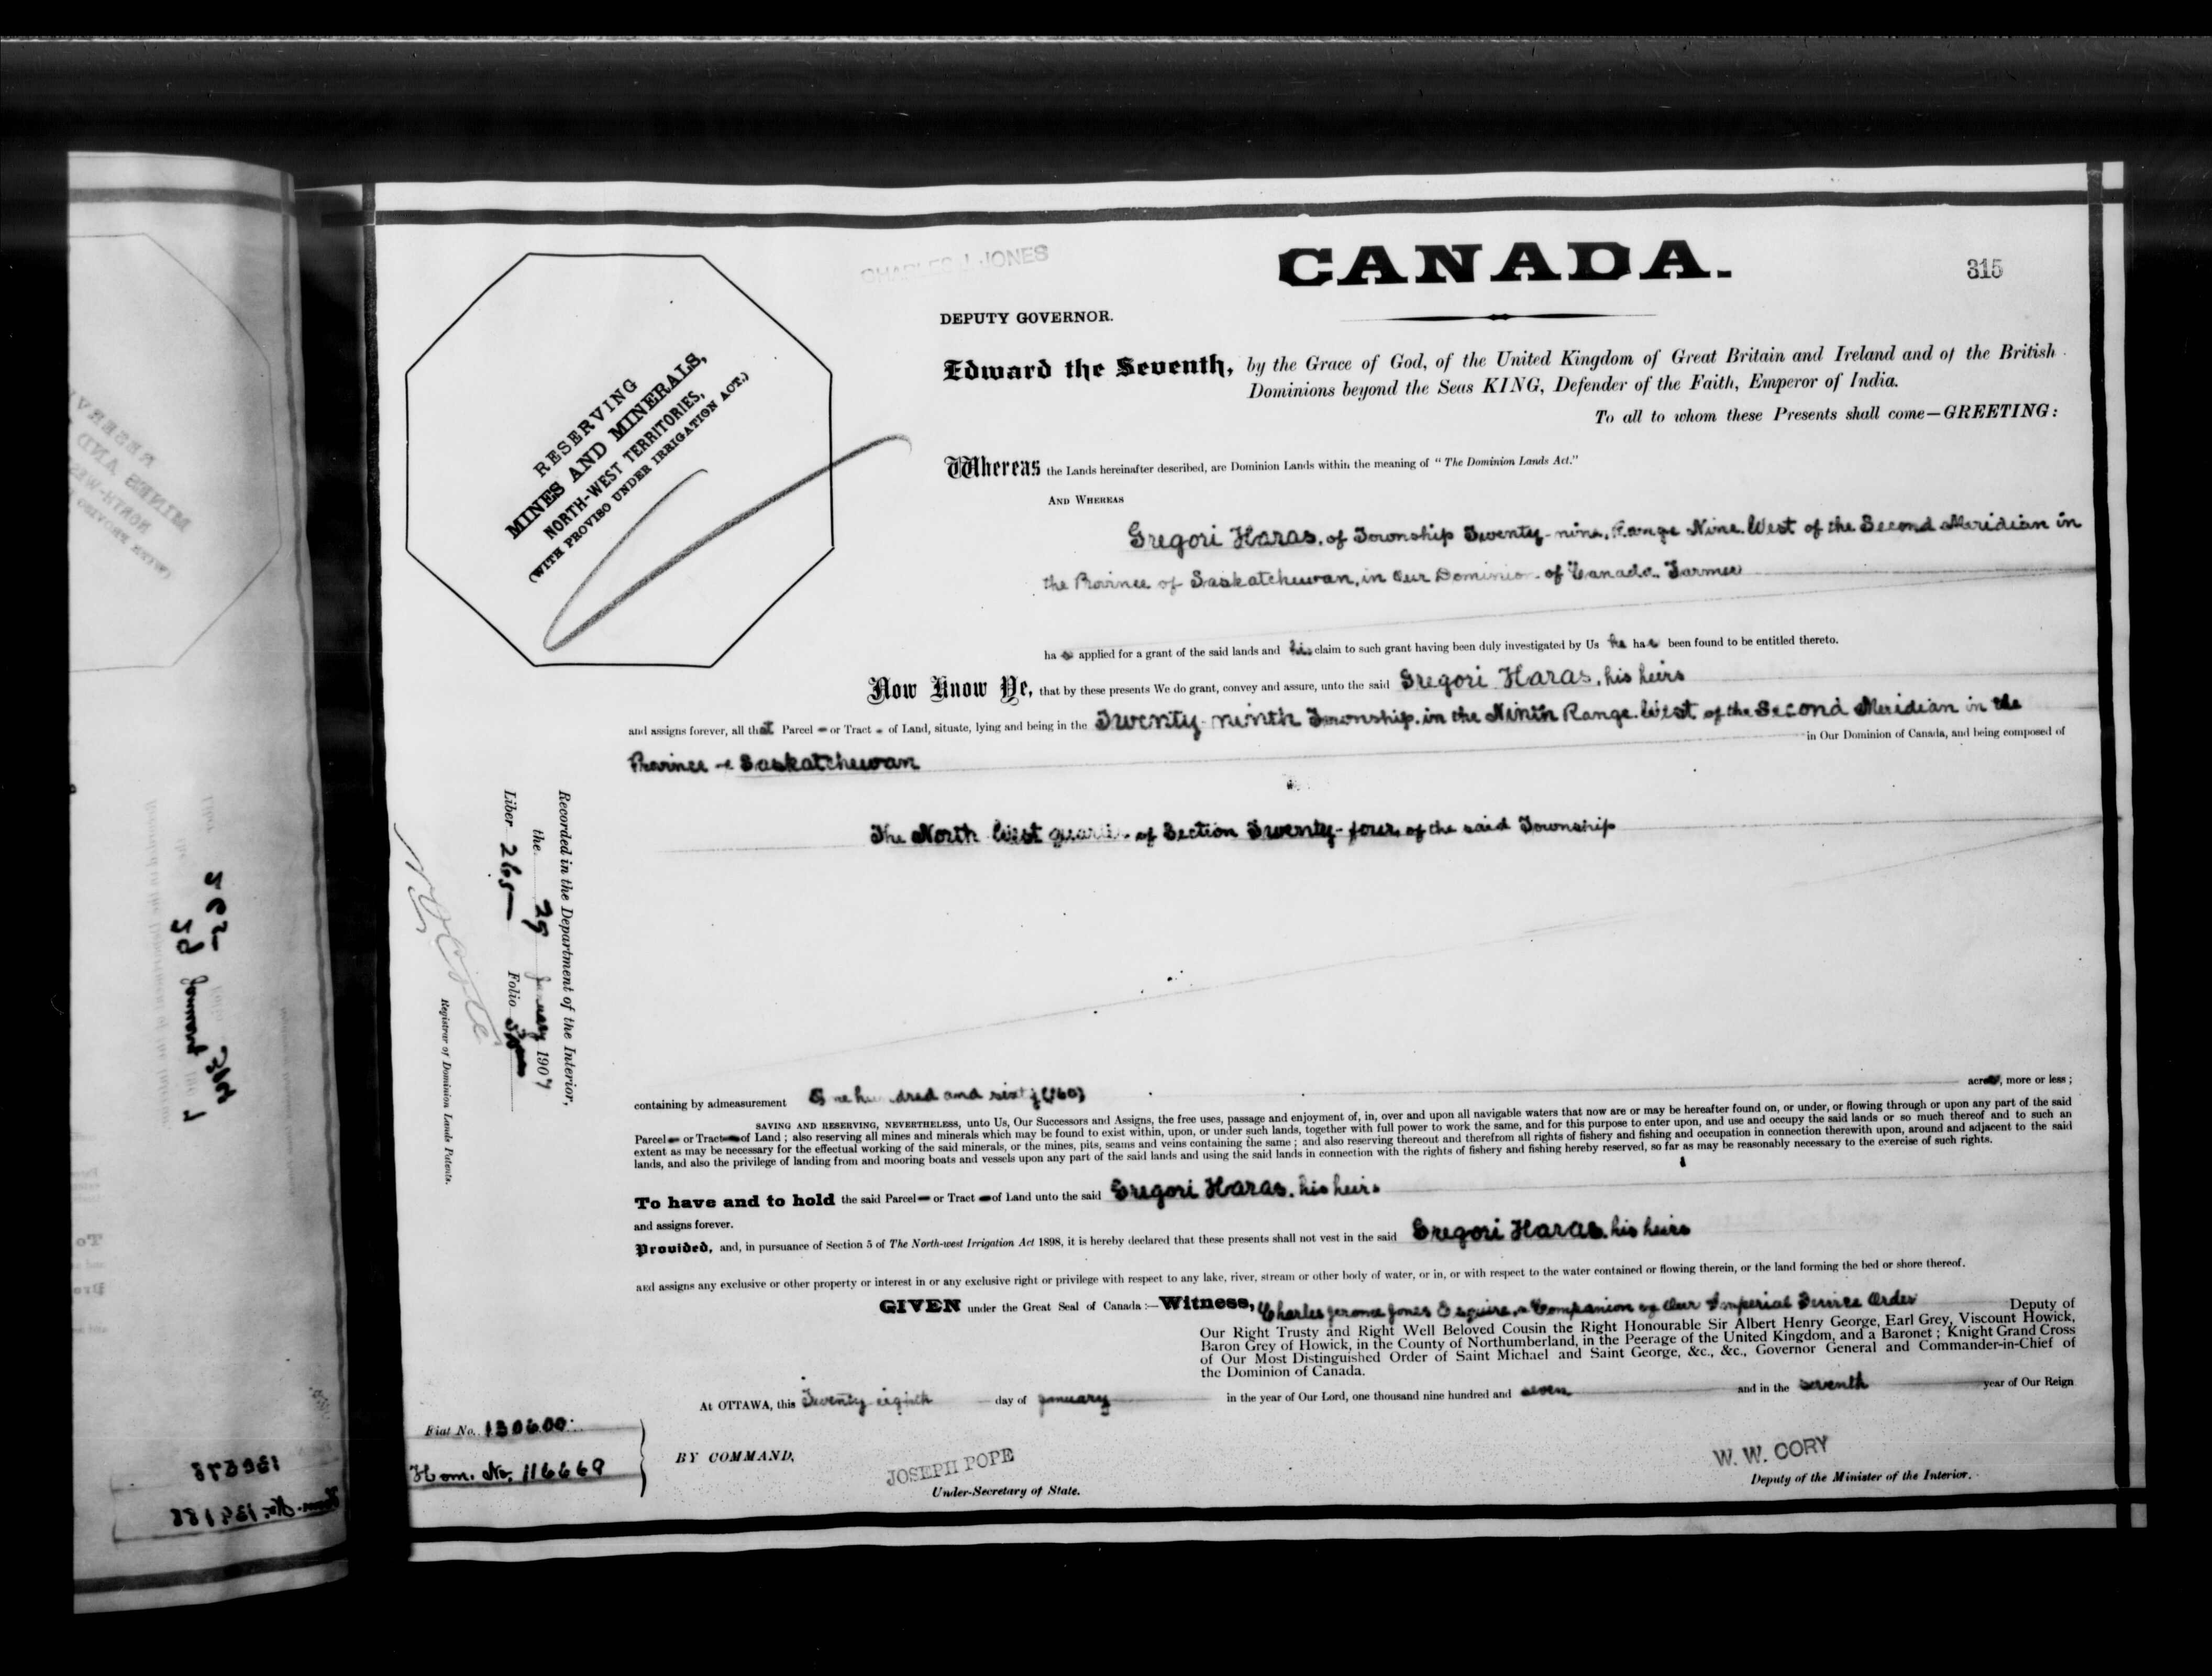 CHARLES J. JONES
CANADA.
315
DEPUTY GOVERNOR.
RESERVING
MINES AND MINERALS,
NORTH-WEST TERRITORIES,
(WITH PROVISO UNDER IRRIGATION ACT.)
Edward the Seventh, by the Grace of God, of the United Kingdom of Great Britain and Ireland and of the British
Dominions beyond the Seas KING, Defender of the Faith, Emperor of India.
To all to whom these Presents shall come—GREETING:
Whereas the Lands hereinafter described, are Dominion Lands within the meaning of "The Dominion Lands Act."
AND WHEREAS
Gregori Haras, of Township Twenty-nine, Range Nine West of the Second Meridian in
the Province of Saskatchewan, in Our Dominion of Canada. Farmer
has applied for a grant of the said lands and his claim to such grant having been duly investigated by Us he has been found to be entitled thereto.
Now Know Ye, that by these presents We do grant, convey and assure, unto the said Gregori Haras, his heirs
and assigns forever, all that Parcel or Tract of Land, situate, lying and being in the Twenty-ninth Township. in the Ninth Range. West of the Second Meridian in the
in Our Dominion of Canada, and being composed of
Province of Saskatchewan
The North West quarter of Section Twenty-four, of the said Township
Recorded in the Department of the Interior,
the 29 January 1907
Liber 265 Folio
Registrar of Dominion Lands Patents.
containing by admeasurement One hundred and sixty (160) acres, more or less;
SAVING AND RESERVING, NEVERTHELESS, unto Us, Our Successors and Assigns, the free uses, passage and enjoyment of, in, over and upon all navigable waters that now are or may be hereafter found on, or under, or flowing through or upon any part of the said
Parcel or Tract of Land; also reserving all mines and minerals which may be found to exist within, upon, or under such lands, together with full power to work the same, and for this purpose to enter upon, and use and occupy the said lands or so much thereof and to such an
extent as may be necessary for the effectual working of the said minerals, or the mines, pits, seams and veins containing the same; and also reserving thereout and therefrom all rights of fishery and fishing and occupation in connection therewith upon, around and adjacent to the said
lands, and also the privilege of landing from and mooring boats and vessels upon any part of the said lands and using the said lands in connection with the rights of fishery and fishing hereby reserved, so far as may be reasonably necessary to the exercise of such rights.
To have and to hold the said Parcel or Tract of Land unto the said Gregori Haras, his heirs
and assigns forever.
Provided, and, in pursuance of Section 5 of The North-west Irrigation Act 1898, it is hereby declared that these presents shall not vest in the said Gregori Haras, his heirs
and assigns any exclusive or other property or interest in or any exclusive right or privilege with respect to any lake, river, stream or other body of water, or in, or with respect to the water contained or flowing therein, or the land forming the bed or shore thereof.
GIVEN under the Great Seal of Canada:—Witness, Charles Jerome Jones Esquire, a Companion of Our Imperial Service Order Deputy of
Our Right Trusty and Right Well Beloved Cousin the Right Honourable Sir Albert Henry George, Earl Grey, Viscount Howick,
Baron Grey of Howick, in the County of Northumberland, in the Peerage of the United Kingdom, and a Baronet; Knight Grand Cross
of Our Most Distinguished Order of Saint Michael and Saint George, &c., &c., Governor General and Commander-in-Chief of
the Dominion of Canada.
At OTTAWA, this Twenty eighth day of January in the year of Our Lord, one thousand nine hundred and seven and in the seventh year of Our Reign
Fiat No. 130600
Hom. No. 116669
BY COMMAND,
JOSEPH POPE
Under-Secretary of State.
W. W. CORY
Deputy of the Minister of the Interior.